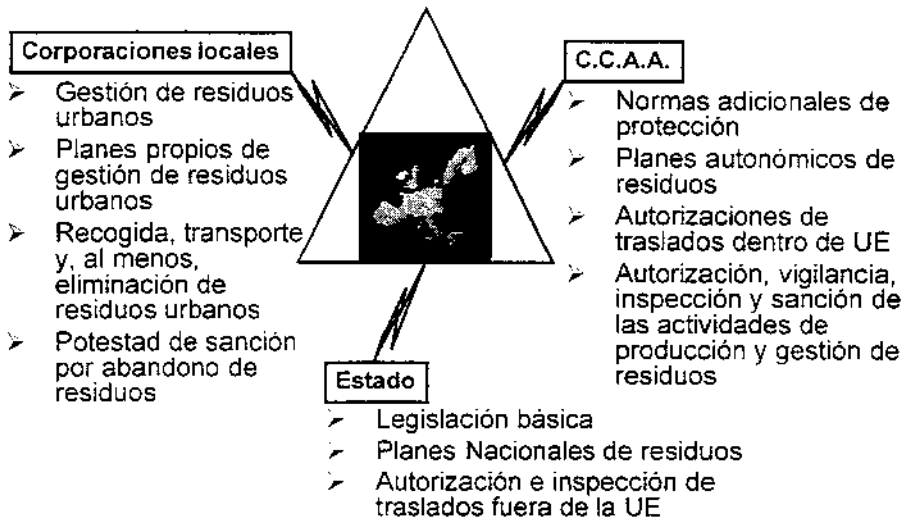 Corporaciones locales
➢ Gestión de residuos
urbanos
➢ Planes propios de
gestión de residuos
urbanos
➢ Recogida, transporte
y, al menos,
eliminación de
residuos urbanos
➢ Potestad de sanción
por abandono de
residuos
C.C.A.A.
➢ Normas adicionales de
protección
➢ Planes autonómicos de
residuos
➢ Autorizaciones de
traslados dentro de UE
➢ Autorización, vigilancia,
inspección y sanción de
las actividades de
producción y gestión de
residuos
Estado
➢ Legislación básica
➢ Planes Nacionales de residuos
➢ Autorización e inspección de
traslados fuera de la UE